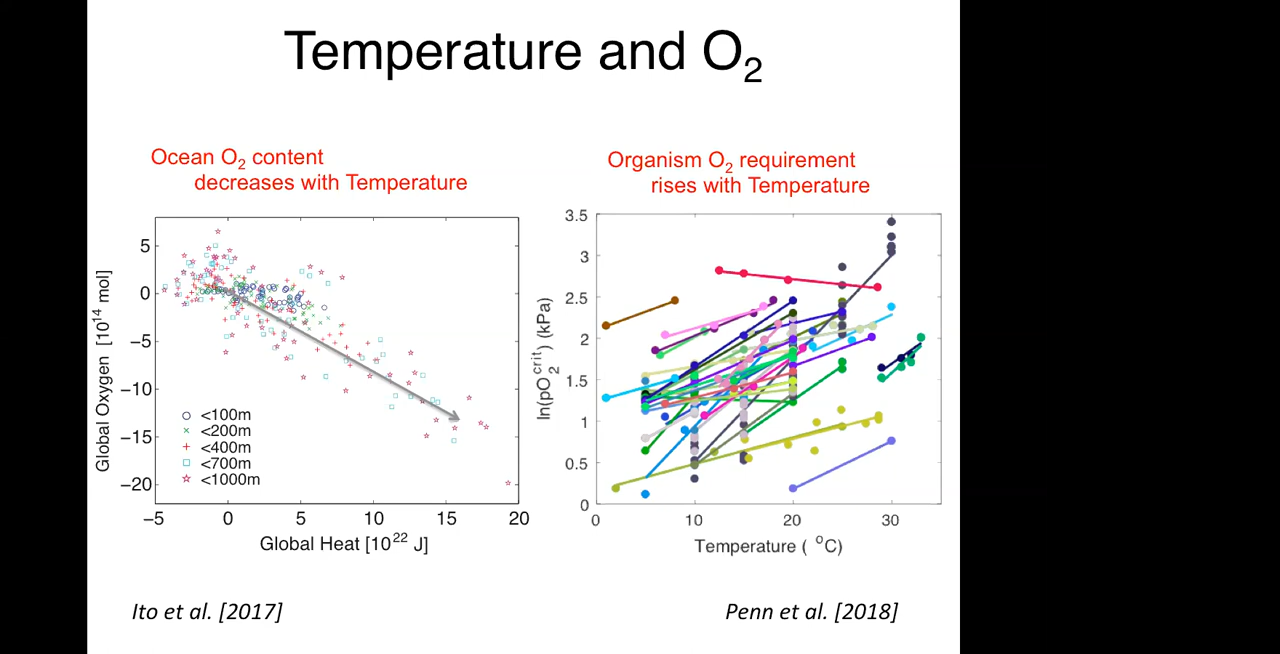 Temperature and O2
Ocean O2 content
decreases with Temperature
Organism O2 requirement
rises with Temperature
Global Oxygen [10^14 mol]
5
0
−5
−10
−15
−20
<100m
<200m
<400m
<700m
<1000m
−5 0 5 10 15 20
Global Heat [10^22 J]
ln(pO2^crit) (kPa)
3.5
3
2.5
2
1.5
1
0.5
0
0 10 20 30
Temperature ( °C)
Ito et al. [2017]
Penn et al. [2018]